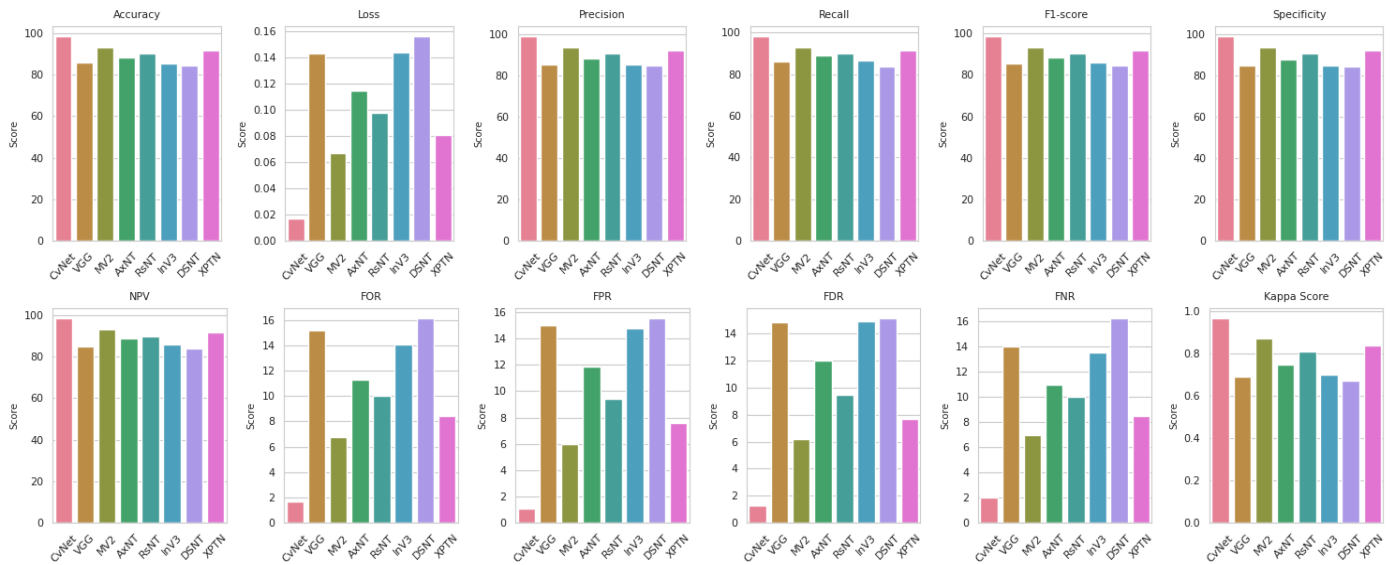 Accuracy
Score
100
80
60
40
20
0
CvNet VGG MV2 AxNT RsNT InV3 DSNT XPTN
Loss
Score
0.16
0.14
0.12
0.10
0.08
0.06
0.04
0.02
0.00
CvNet VGG MV2 AxNT RsNT InV3 DSNT XPTN
Precision
Score
100
80
60
40
20
0
CvNet VGG MV2 AxNT RsNT InV3 DSNT XPTN
Recall
Score
100
80
60
40
20
0
CvNet VGG MV2 AxNT RsNT InV3 DSNT XPTN
F1-score
Score
100
80
60
40
20
0
CvNet VGG MV2 AxNT RsNT InV3 DSNT XPTN
Specificity
Score
100
80
60
40
20
0
CvNet VGG MV2 AxNT RsNT InV3 DSNT XPTN
NPV
Score
100
80
60
40
20
0
CvNet VGG MV2 AxNT RsNT InV3 DSNT XPTN
FOR
Score
16
14
12
10
8
6
4
2
0
CvNet VGG MV2 AxNT RsNT InV3 DSNT XPTN
FPR
Score
16
14
12
10
8
6
4
2
0
CvNet VGG MV2 AxNT RsNT InV3 DSNT XPTN
FDR
Score
14
12
10
8
6
4
2
0
CvNet VGG MV2 AxNT RsNT InV3 DSNT XPTN
FNR
Score
16
14
12
10
8
6
4
2
0
CvNet VGG MV2 AxNT RsNT InV3 DSNT XPTN
Kappa Score
Score
1.0
0.8
0.6
0.4
0.2
0.0
CvNet VGG MV2 AxNT RsNT InV3 DSNT XPTN